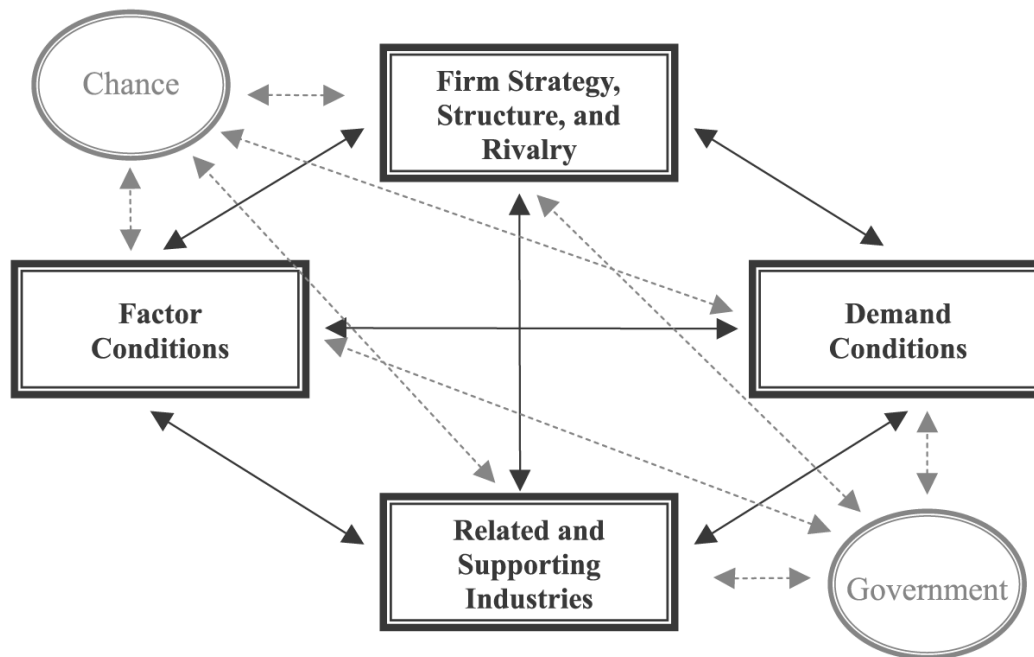 Chance
Firm Strategy,
Structure, and
Rivalry
Factor
Conditions
Demand
Conditions
Related and
Supporting
Industries
Government